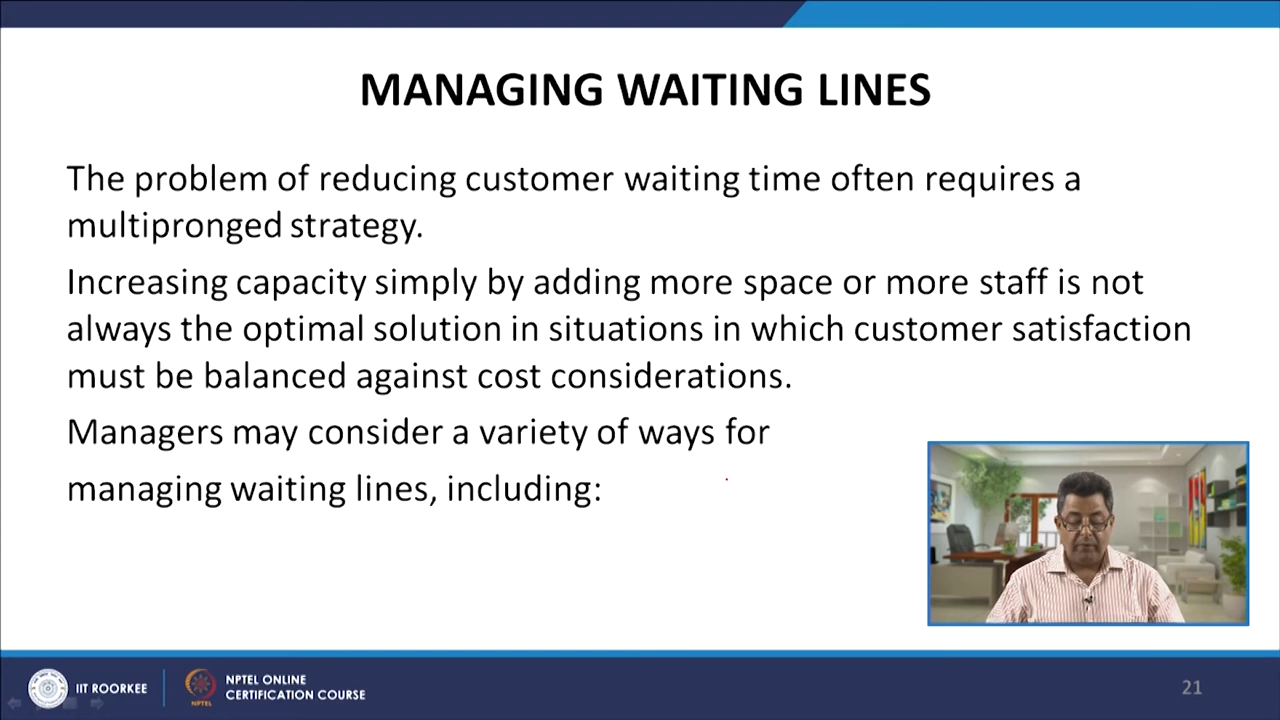 MANAGING WAITING LINES
The problem of reducing customer waiting time often requires a
multipronged strategy.
Increasing capacity simply by adding more space or more staff is not
always the optimal solution in situations in which customer satisfaction
must be balanced against cost considerations.
Managers may consider a variety of ways for
managing waiting lines, including:
IIT ROORKEE
NPTEL
NPTEL ONLINE
CERTIFICATION COURSE
21